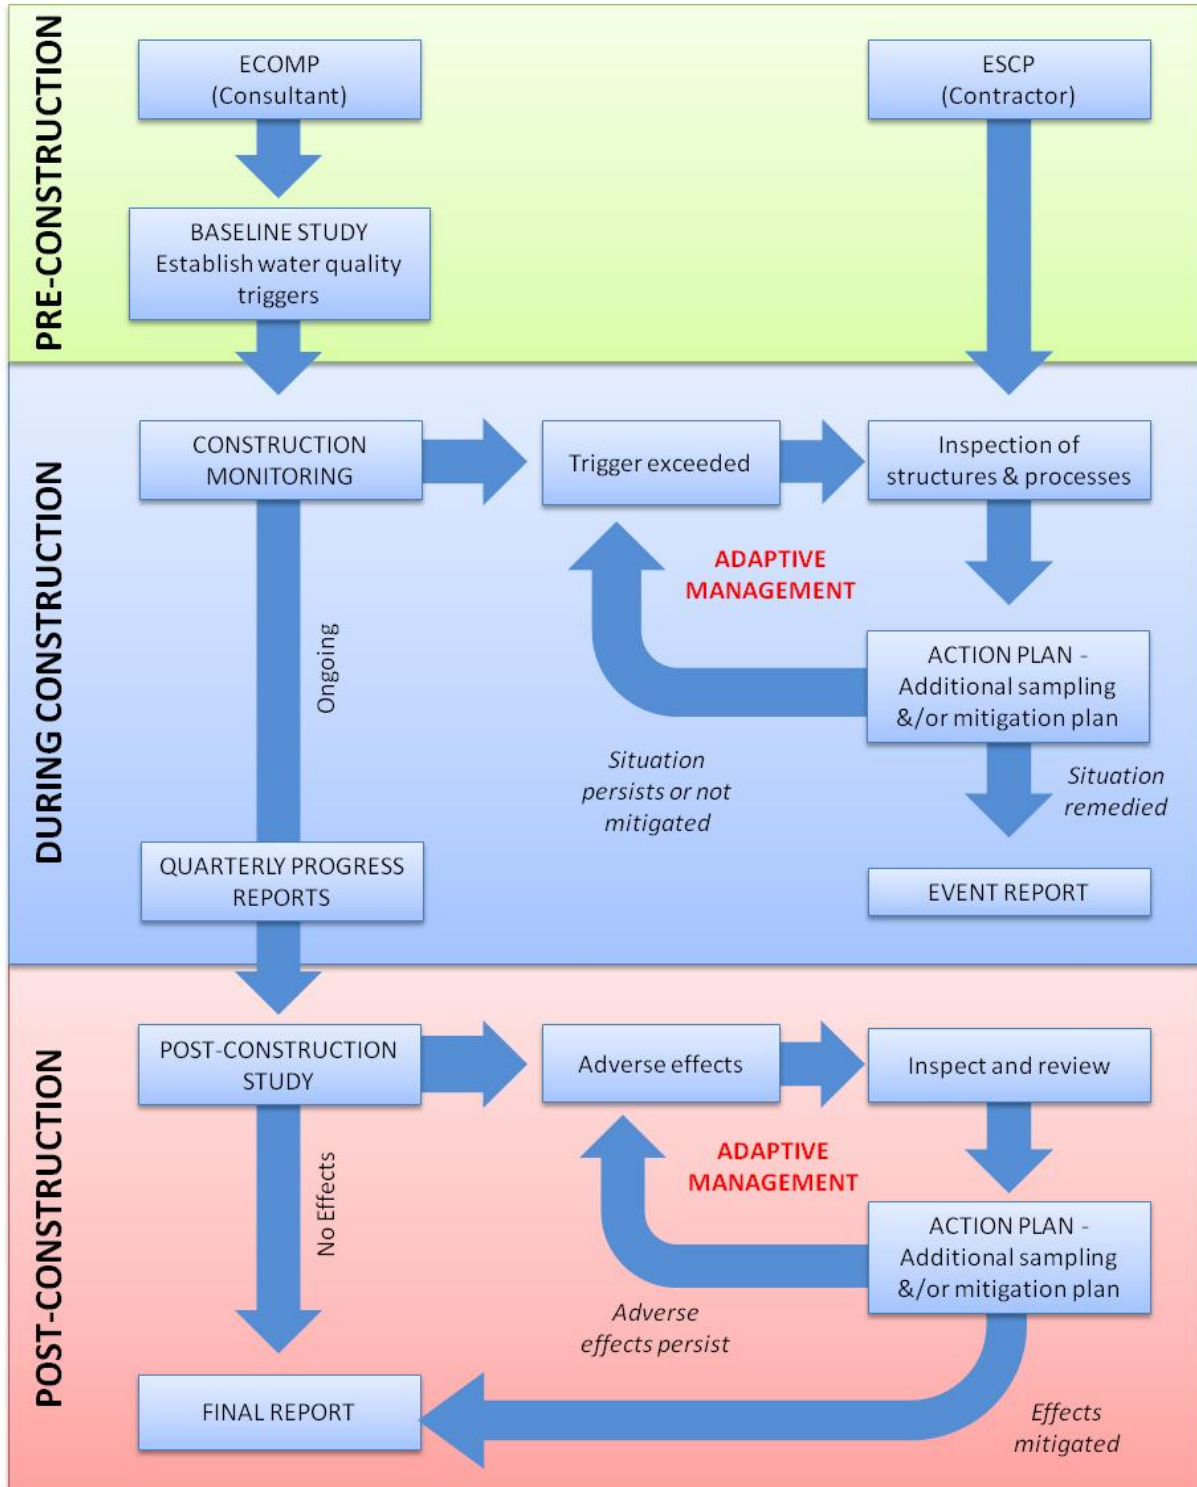 PRE-CONSTRUCTION
ECOMP
(Consultant)
ESCP
(Contractor)
BASELINE STUDY
Establish water quality
triggers
DURING CONSTRUCTION
CONSTRUCTION
MONITORING
Trigger exceeded
Inspection of
structures & processes
ADAPTIVE
MANAGEMENT
Ongoing
ACTION PLAN -
Additional sampling
&/or mitigation plan
Situation
persists or not
mitigated
Situation
remedied
QUARTERLY PROGRESS
REPORTS
EVENT REPORT
POST-CONSTRUCTION
POST-CONSTRUCTION
STUDY
Adverse effects
Inspect and review
ADAPTIVE
MANAGEMENT
No Effects
ACTION PLAN -
Additional sampling
&/or mitigation plan
Adverse
effects persist
FINAL REPORT
Effects
mitigated